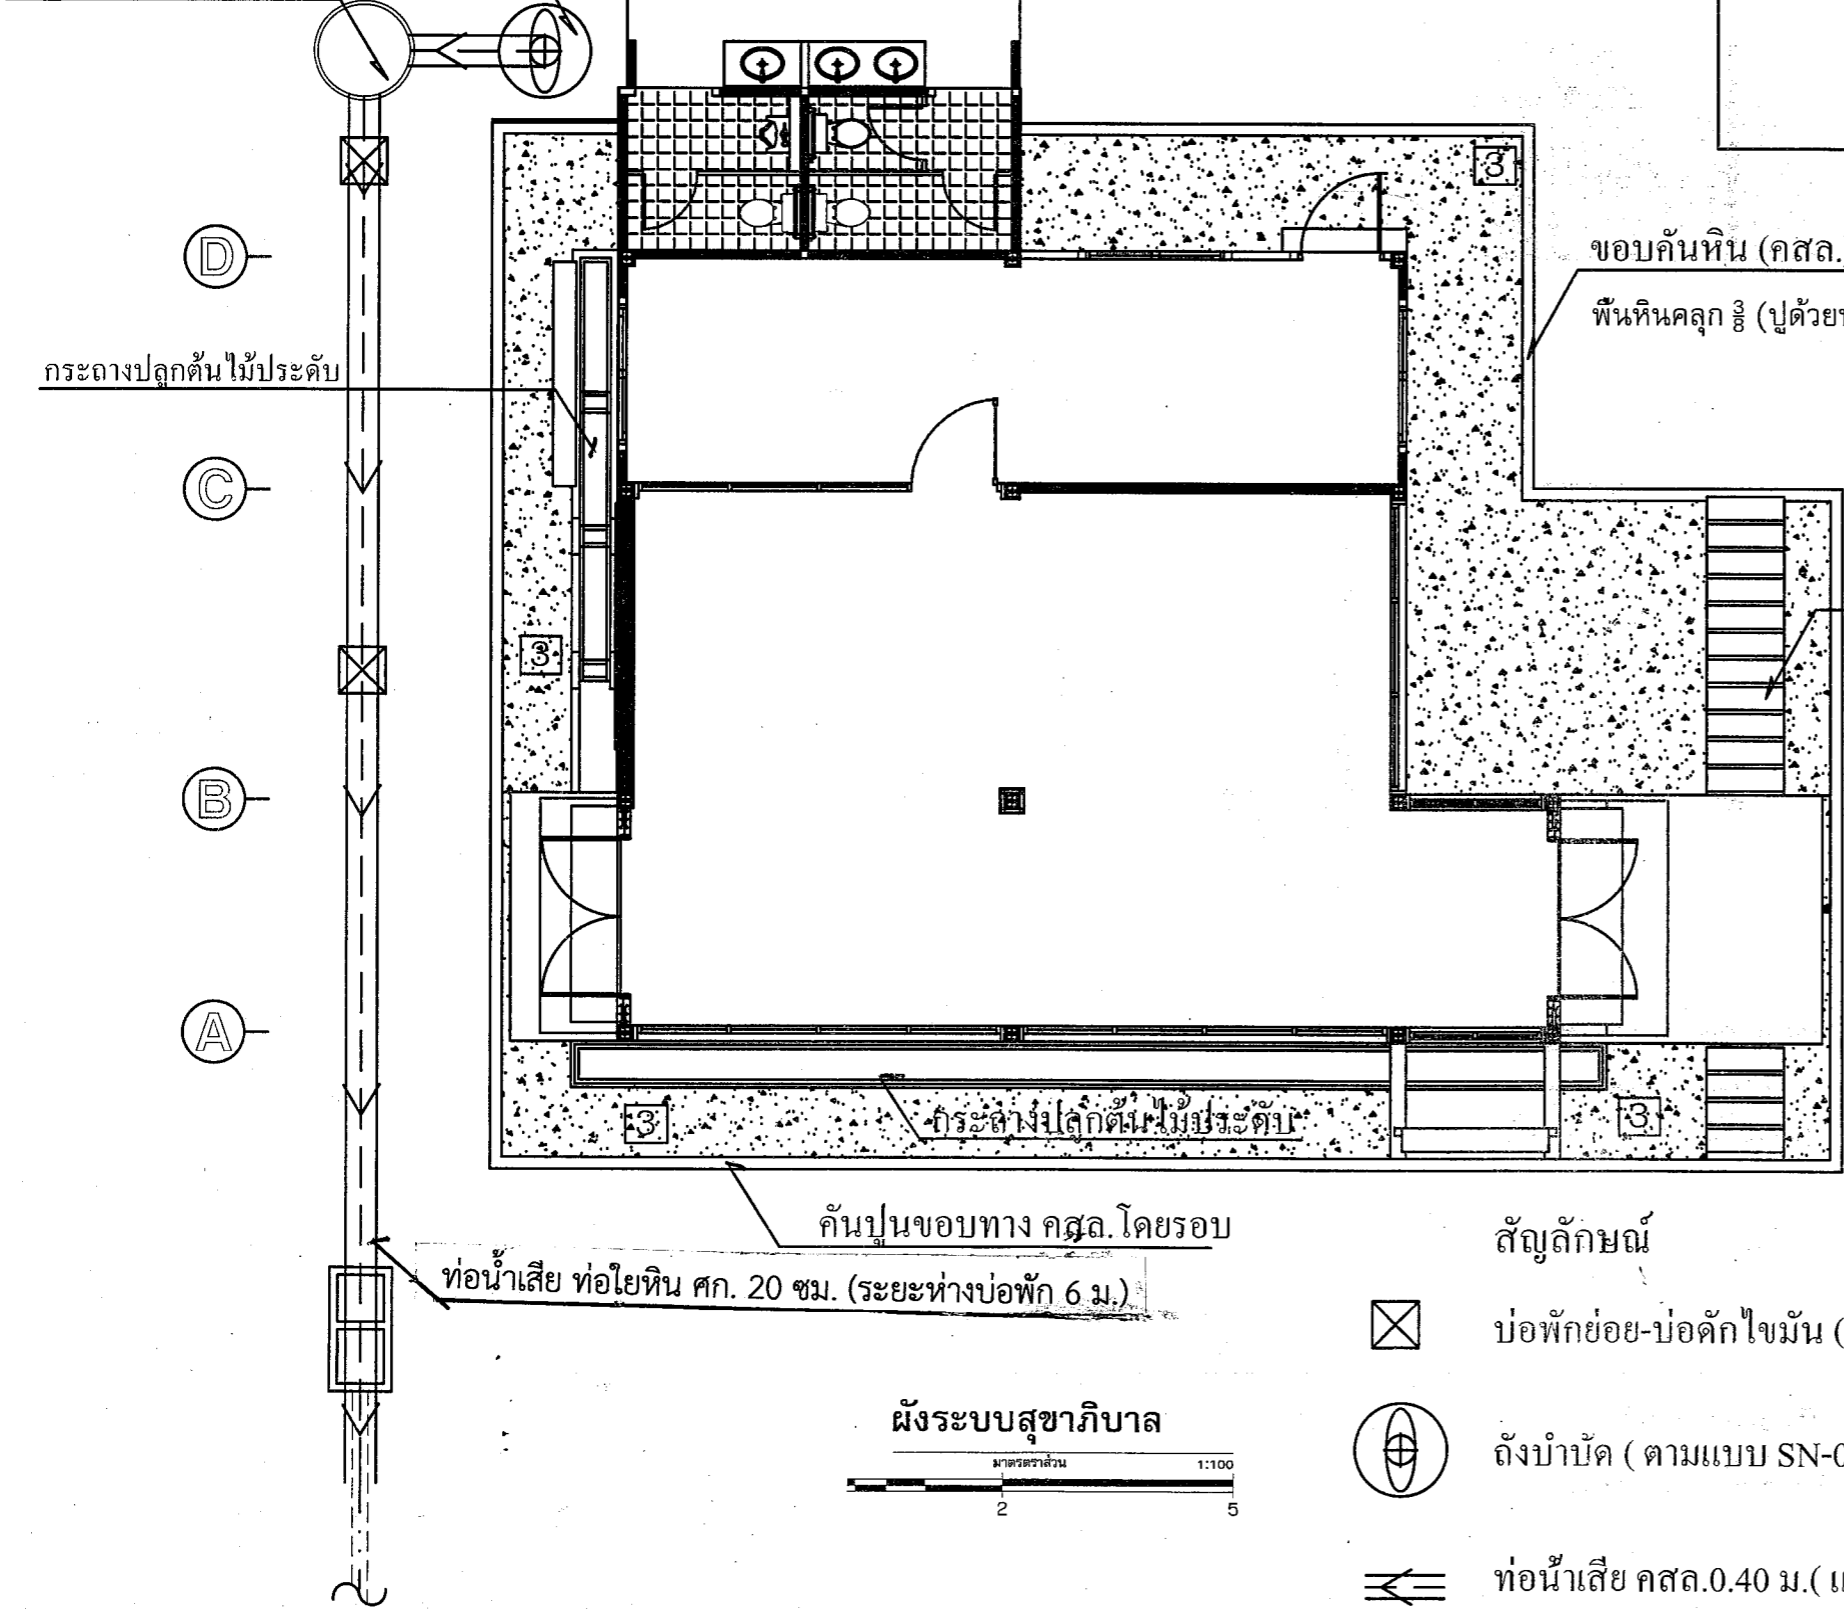 3
D
ขอบคันหิน (คสล.
พื้นหินคลุก 3/8 (ปูด้วย
กระถางปลูกต้นไม้ประดับ
C
3
B
A
3
กระถางปลูกต้นไม้ประดับ
3
คันปูนขอบทาง คสล.โดยรอบ
ท่อน้ำเสีย ท่อใยหิน ศก. 20 ซม. (ระยะห่างบ่อพัก 6 ม.)
สัญลักษณ์
บ่อพักย่อย-บ่อดักไขมัน (
ผังระบบสุขาภิบาล
มาตรตราส่วน 1:100
2 5
ถังบำบัด ( ตามแบบ SN-0
ท่อน้ำเสีย คสล.0.40 ม.( แ